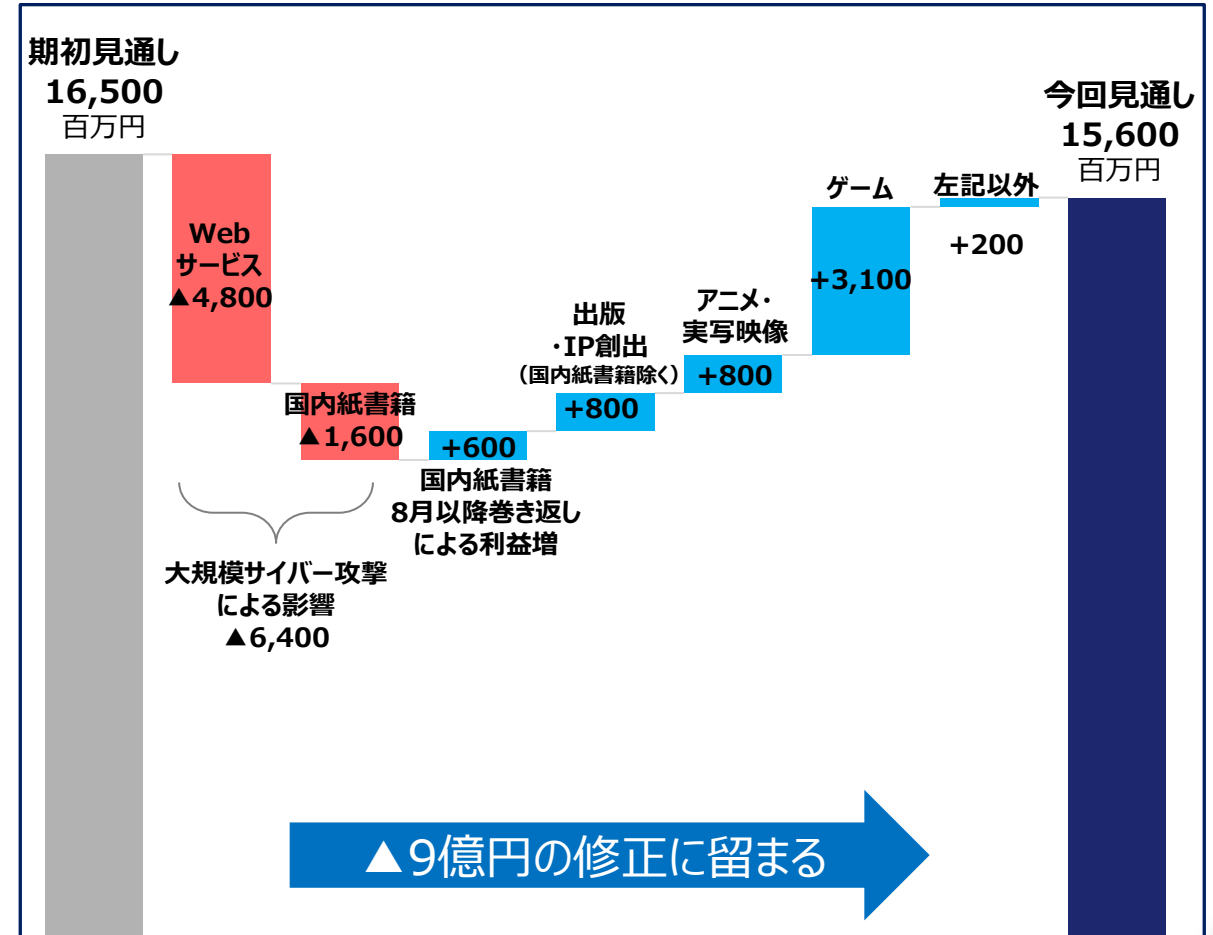 期初見通し
16,500
百万円
Web
サービス
▲4,800
国内紙書籍
▲1,600
大規模サイバー攻撃
による影響
▲6,400
+600
国内紙書籍
8月以降巻き返し
による利益増
出版
・IP創出
（国内紙書籍除く）
+800
アニメ・
実写映像
+800
ゲーム
+3,100
左記以外
+200
今回見通し
15,600
百万円
▲9億円の修正に留まる